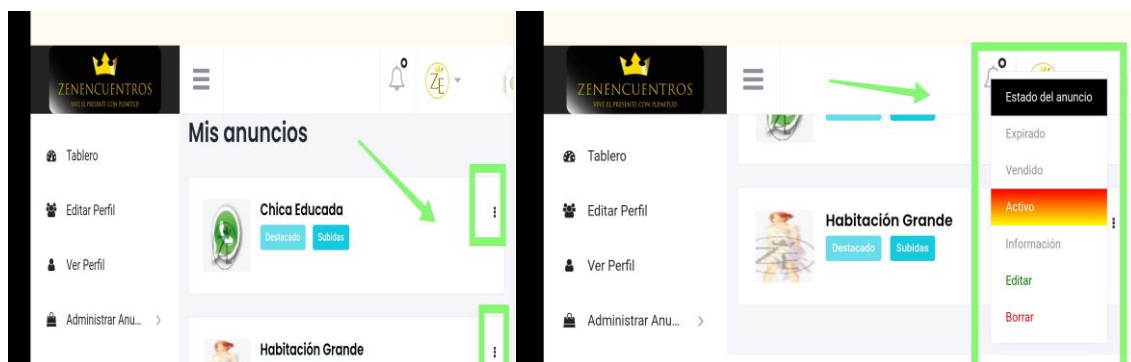 ZENENCUENTROS
VIVE EL PRESENTE CON PLENITUD
ZE
Mis anuncios
Tablero
Editar Perfil
Ver Perfil
Administrar Anu...
Chica Educada
Destacado
Subidas
Habitación Grande
ZENENCUENTROS
VIVE EL PRESENTE CON PLENITUD
Tablero
Editar Perfil
Ver Perfil
Administrar Anu...
Habitación Grande
Destacado
Subidas
Estado del anuncio
Expirado
Vendido
Activo
Información
Editar
Borrar